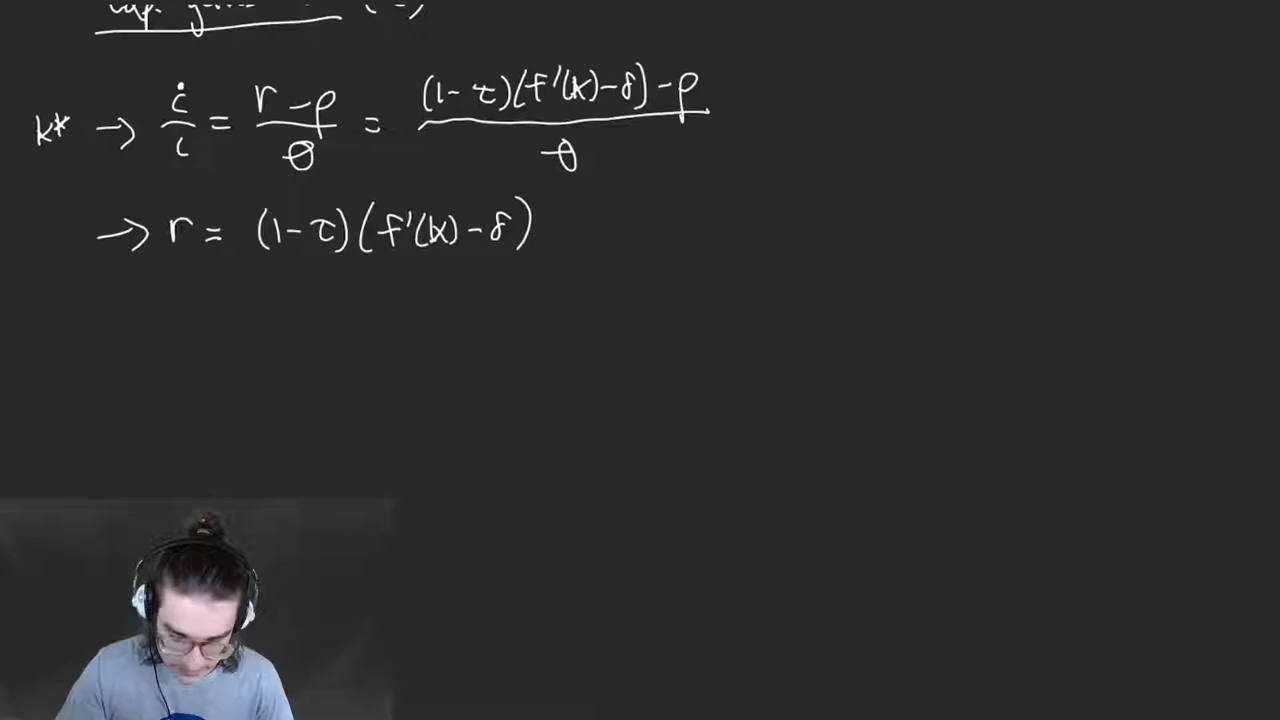 k* → ċ/c = (r - ρ)/θ = ((1 - τ)(f'(k) - δ) - ρ)/θ
→ r = (1 - τ)(f'(k) - δ)